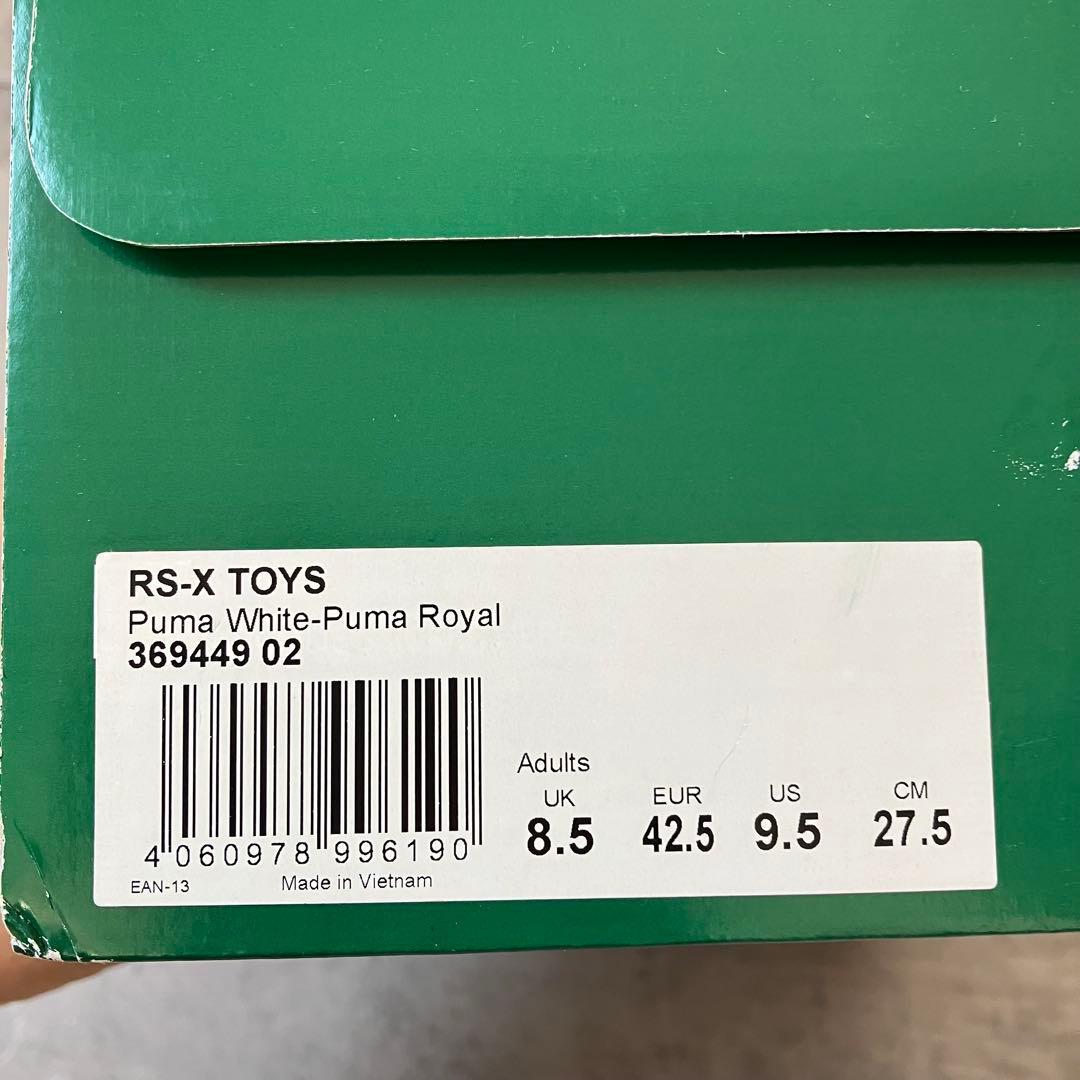 RS-X TOYS
Puma White-Puma Royal
369449 02
Adults
UK EUR US CM
8.5 42.5 9.5 27.5
4 060978 996190
EAN-13 Made in Vietnam